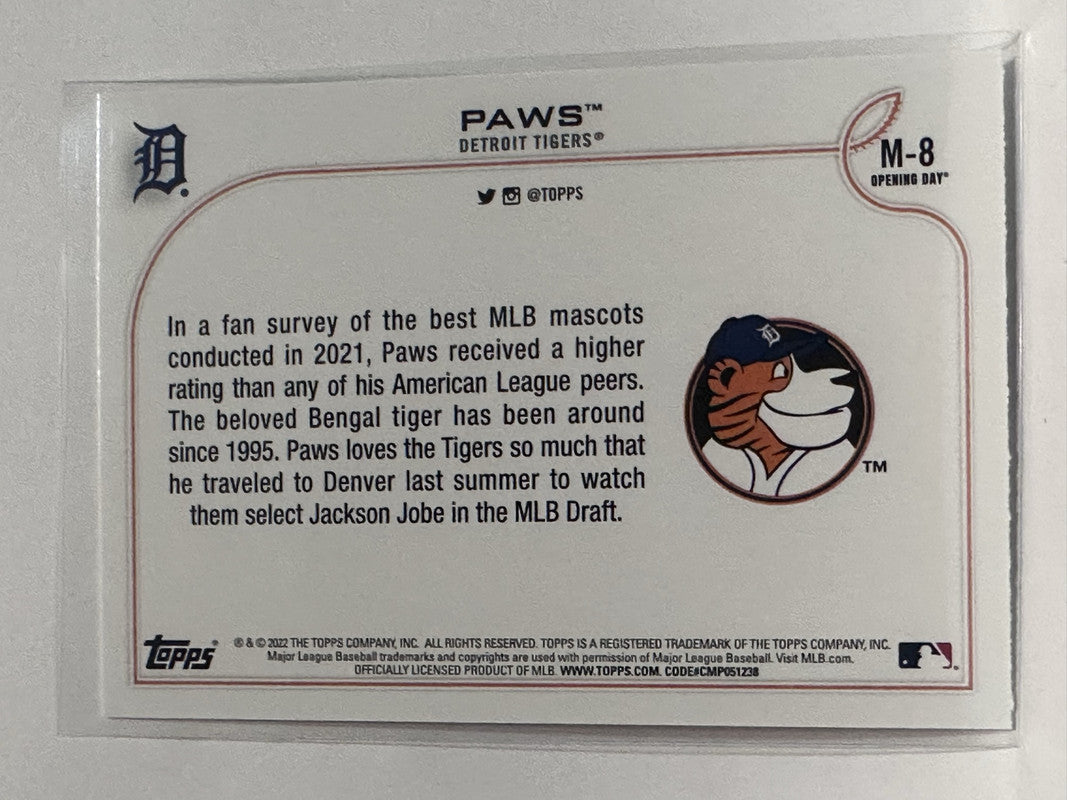 D
PAWS™
DETROIT TIGERS®
M-8
OPENING DAY®
@TOPPS
In a fan survey of the best MLB mascots
conducted in 2021, Paws received a higher
rating than any of his American League peers.
The beloved Bengal tiger has been around
since 1995. Paws loves the Tigers so much that
he traveled to Denver last summer to watch
them select Jackson Jobe in the MLB Draft.
D
TM
Topps®
® & © 2022 THE TOPPS COMPANY, INC. ALL RIGHTS RESERVED. TOPPS IS A REGISTERED TRADEMARK OF THE TOPPS COMPANY, INC.
Major League Baseball trademarks and copyrights are used with permission of Major League Baseball. Visit MLB.com.
OFFICIALLY LICENSED PRODUCT OF MLB. WWW.TOPPS.COM. CODE#CMP051238